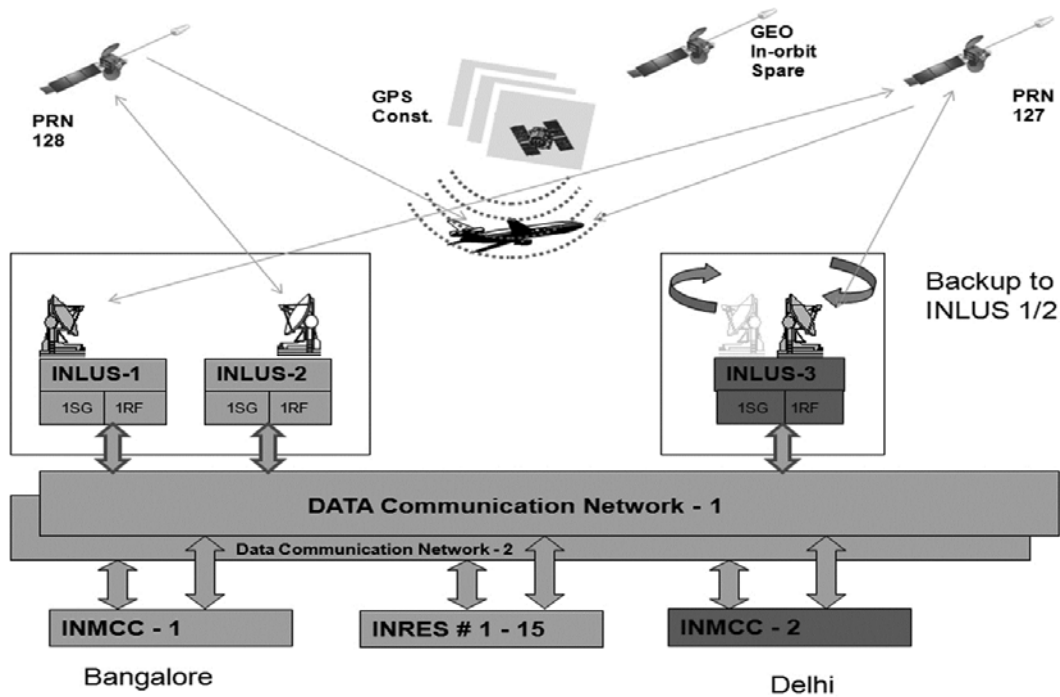 GEO
In-orbit
Spare
GPS
Const.
PRN
128
PRN
127
Backup to
INLUS 1/2
INLUS-1
1SG
1RF
INLUS-2
1SG
1RF
INLUS-3
1SG
1RF
DATA Communication Network - 1
Data Communication Network - 2
INMCC - 1
INRES # 1 - 15
INMCC - 2
Bangalore
Delhi